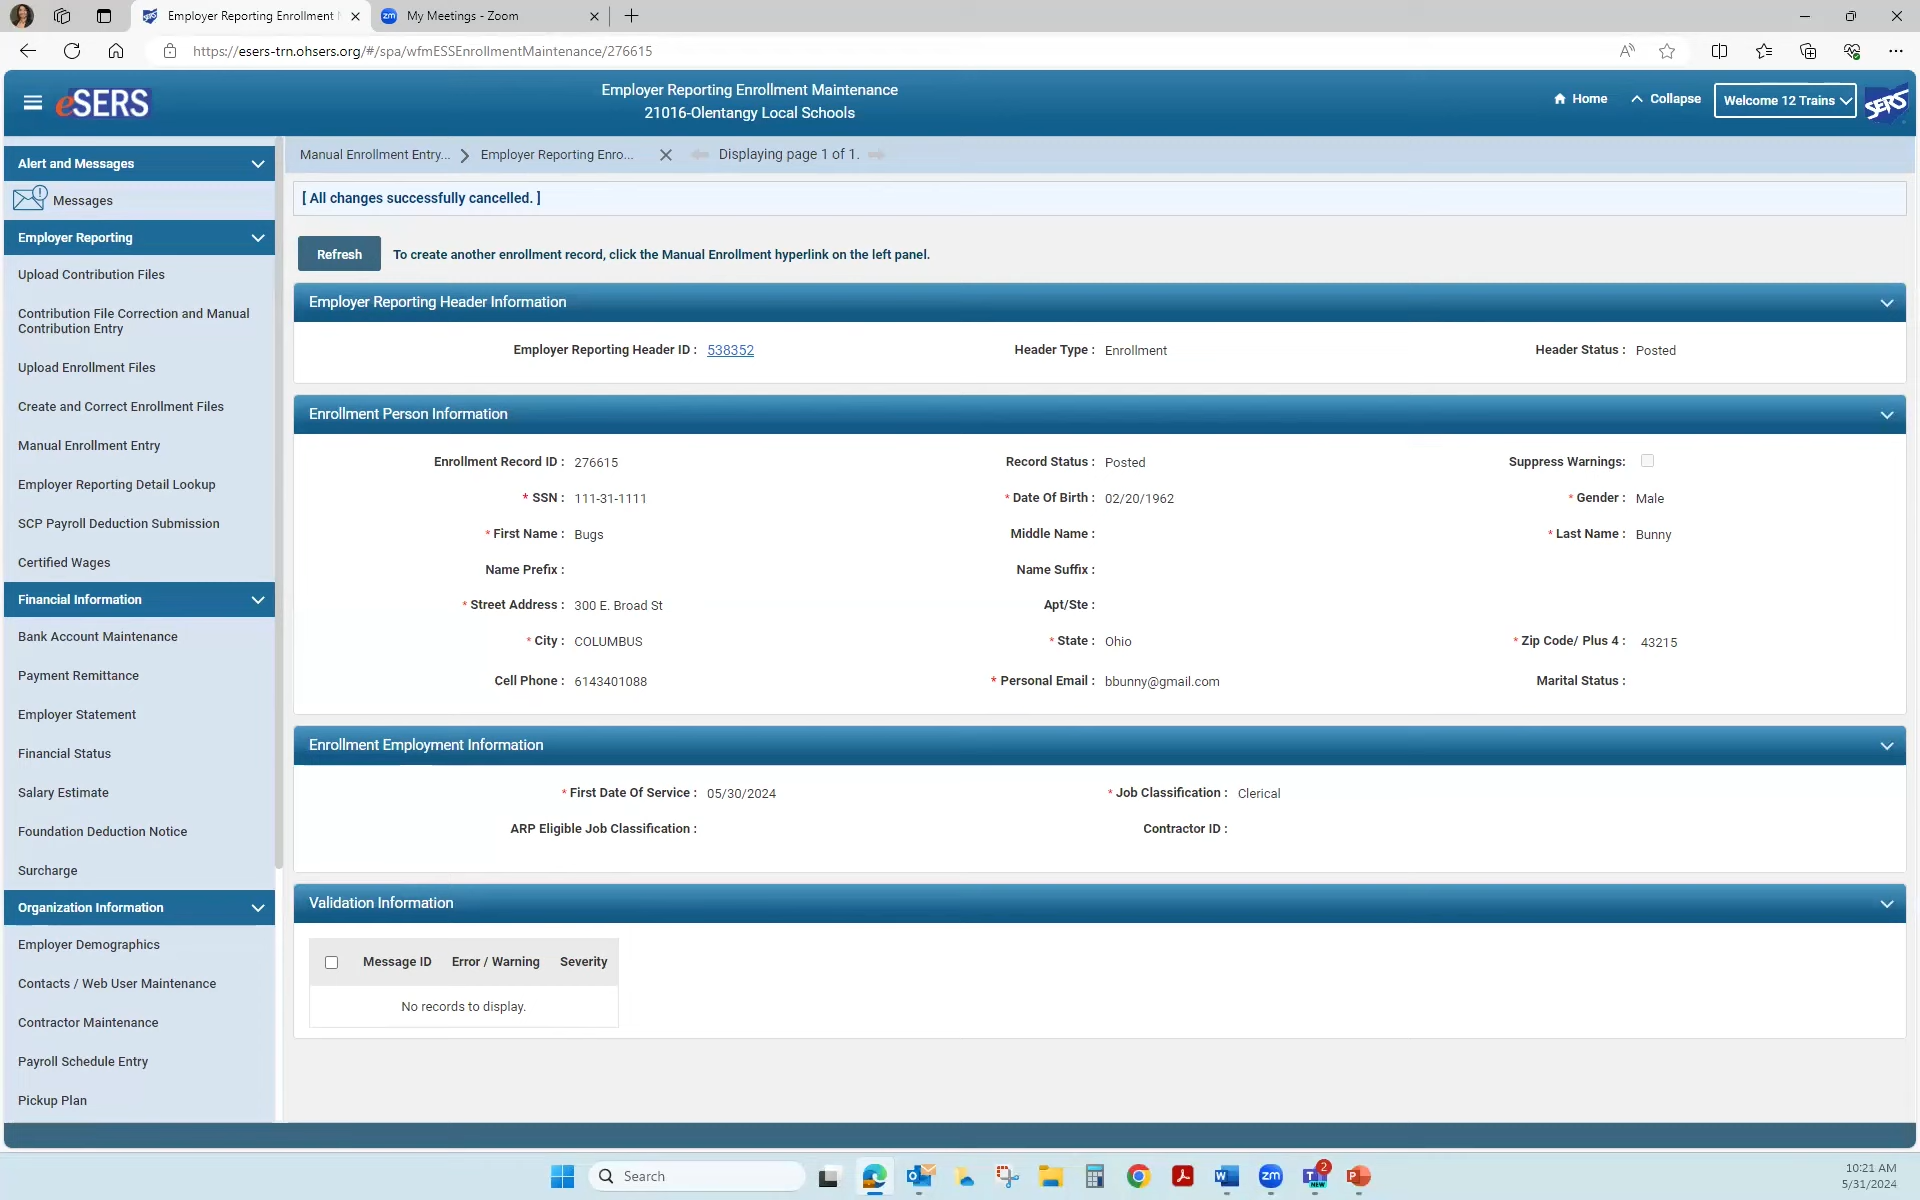 Employer Reporting Enrollment
My Meetings - Zoom
https://esers-trn.ohsers.org/#/spa/wfmESSEnrollmentMaintenance/276615
eSERS
Employer Reporting Enrollment Maintenance
21016-Olentangy Local Schools
Home
Collapse
Welcome 12 Trains
SERS
Alert and Messages
Messages
Employer Reporting
Upload Contribution Files
Contribution File Correction and Manual
Contribution Entry
Upload Enrollment Files
Create and Correct Enrollment Files
Manual Enrollment Entry
Employer Reporting Detail Lookup
SCP Payroll Deduction Submission
Certified Wages
Financial Information
Bank Account Maintenance
Payment Remittance
Employer Statement
Financial Status
Salary Estimate
Foundation Deduction Notice
Surcharge
Organization Information
Employer Demographics
Contacts / Web User Maintenance
Contractor Maintenance
Payroll Schedule Entry
Pickup Plan
Manual Enrollment Entry... Employer Reporting Enro... Displaying page 1 of 1.
[ All changes successfully cancelled. ]
Refresh To create another enrollment record, click the Manual Enrollment hyperlink on the left panel.
Employer Reporting Header Information
Employer Reporting Header ID : 538352 Header Type : Enrollment Header Status : Posted
Enrollment Person Information
Enrollment Record ID : 276615 Record Status : Posted Suppress Warnings:
* SSN : 111-31-1111 * Date Of Birth : 02/20/1962 * Gender : Male
* First Name : Bugs Middle Name : * Last Name : Bunny
Name Prefix : Name Suffix :
* Street Address : 300 E. Broad St Apt/Ste :
* City : COLUMBUS * State : Ohio * Zip Code/ Plus 4 : 43215
Cell Phone : 6143401088 * Personal Email : bbunny@gmail.com Marital Status :
Enrollment Employment Information
* First Date Of Service : 05/30/2024 * Job Classification : Clerical
ARP Eligible Job Classification : Contractor ID :
Validation Information
Message ID Error / Warning Severity
No records to display.
Search
zm
2
NEW
10:21 AM
5/31/2024